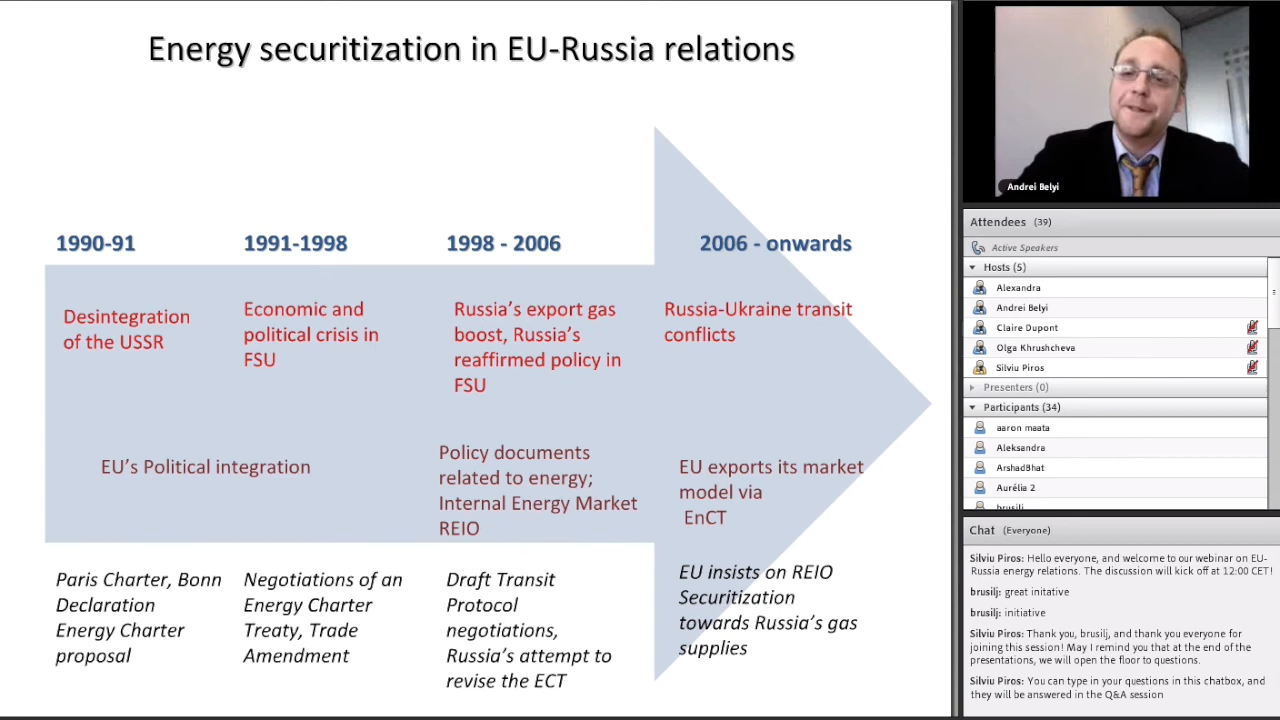 Energy securitization in EU-Russia relations
1990-91
1991-1998
1998 - 2006
2006 - onwards
Desintegration
of the USSR
Economic and
political crisis in
FSU
Russia's export gas
boost, Russia's
reaffirmed policy in
FSU
Russia-Ukraine transit
conflicts
EU's Political integration
Policy documents
related to energy;
Internal Energy Market
REIO
EU exports its market
model via
EnCT
Paris Charter, Bonn
Declaration
Energy Charter
proposal
Negotiations of an
Energy Charter
Treaty, Trade
Amendment
Draft Transit
Protocol
negotiations,
Russia's attempt to
revise the ECT
EU insists on REIO
Securitization
towards Russia's gas
supplies
Andrei Belyi
Attendees (39)
Active Speakers
Hosts (5)
Alexandra
Andrei Belyi
Claire Dupont
Olga Khrushcheva
Silviu Piros
Presenters (0)
Participants (34)
aaron maata
Aleksandra
ArshadBhat
Aurélia 2
brusilj
Chat (Everyone)
Silviu Piros: Hello everyone, and welcome to our webinar on EU-
Russia energy relations. The discussion will kick off at 12:00 CET!
brusilj: great initative
brusilj: initiative
Silviu Piros: Thank you, brusilj, and thank you everyone for
joining this session! May I remind you that at the end of the
presentations, we will open the floor to questions.
Silviu Piros: You can type in your questions in this chatbox, and
they will be answered in the Q&A session